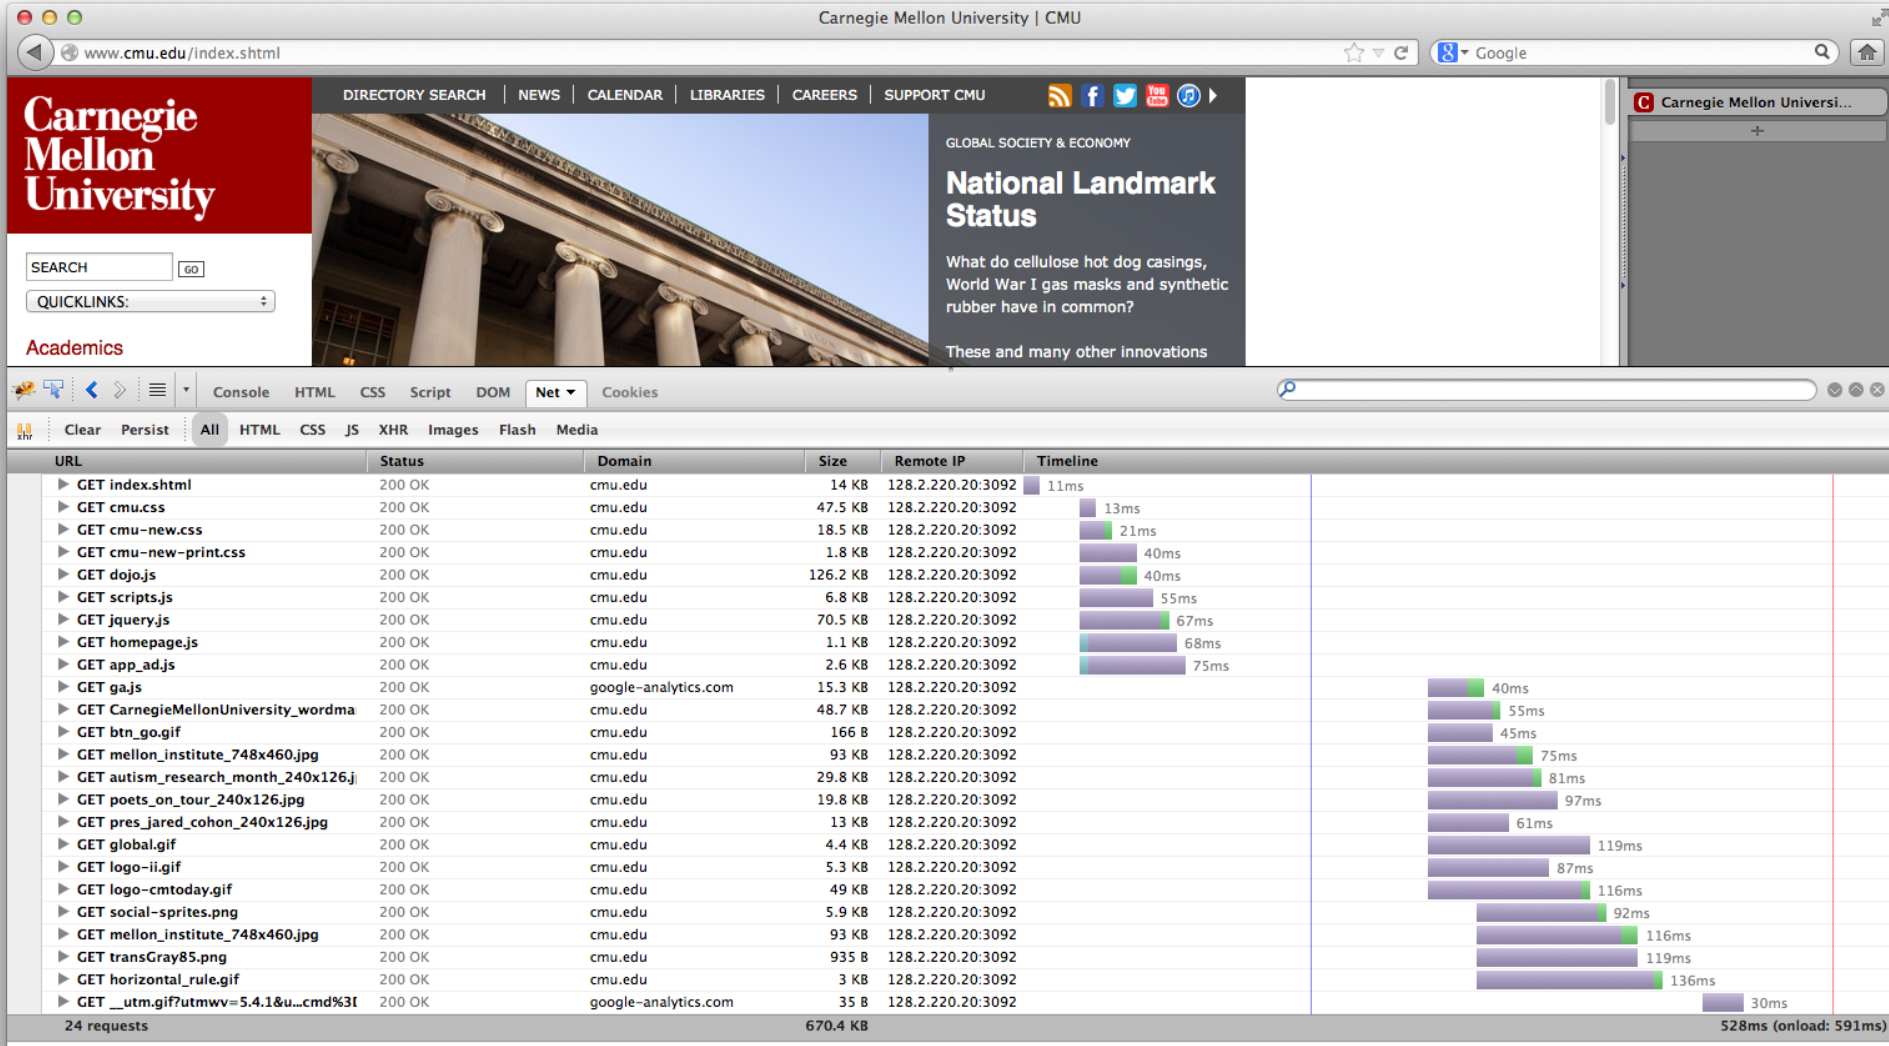 Carnegie Mellon University | CMU
www.cmu.edu/index.shtml
Google
Carnegie
Mellon
University
DIRECTORY SEARCH | NEWS | CALENDAR | LIBRARIES | CAREERS | SUPPORT CMU
You Tube
C Carnegie Mellon Universi...
SEARCH GO
QUICKLINKS:
Academics
GLOBAL SOCIETY & ECONOMY
National Landmark
Status
What do cellulose hot dog casings,
World War I gas masks and synthetic
rubber have in common?
These and many other innovations
Console HTML CSS Script DOM Net Cookies
xhr Clear Persist All HTML CSS JS XHR Images Flash Media
URL Status Domain Size Remote IP Timeline
GET index.shtml 200 OK cmu.edu 14 KB 128.2.220.20:3092 11ms
GET cmu.css 200 OK cmu.edu 47.5 KB 128.2.220.20:3092 13ms
GET cmu-new.css 200 OK cmu.edu 18.5 KB 128.2.220.20:3092 21ms
GET cmu-new-print.css 200 OK cmu.edu 1.8 KB 128.2.220.20:3092 40ms
GET dojo.js 200 OK cmu.edu 126.2 KB 128.2.220.20:3092 40ms
GET scripts.js 200 OK cmu.edu 6.8 KB 128.2.220.20:3092 55ms
GET jquery.js 200 OK cmu.edu 70.5 KB 128.2.220.20:3092 67ms
GET homepage.js 200 OK cmu.edu 1.1 KB 128.2.220.20:3092 68ms
GET app_ad.js 200 OK cmu.edu 2.6 KB 128.2.220.20:3092 75ms
GET ga.js 200 OK google-analytics.com 15.3 KB 128.2.220.20:3092 40ms
GET CarnegieMellonUniversity_wordma 200 OK cmu.edu 48.7 KB 128.2.220.20:3092 55ms
GET btn_go.gif 200 OK cmu.edu 166 B 128.2.220.20:3092 45ms
GET mellon_institute_748x460.jpg 200 OK cmu.edu 93 KB 128.2.220.20:3092 75ms
GET autism_research_month_240x126.j 200 OK cmu.edu 29.8 KB 128.2.220.20:3092 81ms
GET poets_on_tour_240x126.jpg 200 OK cmu.edu 19.8 KB 128.2.220.20:3092 97ms
GET pres_jared_cohon_240x126.jpg 200 OK cmu.edu 13 KB 128.2.220.20:3092 61ms
GET global.gif 200 OK cmu.edu 4.4 KB 128.2.220.20:3092 119ms
GET logo-ii.gif 200 OK cmu.edu 5.3 KB 128.2.220.20:3092 87ms
GET logo-cmtoday.gif 200 OK cmu.edu 49 KB 128.2.220.20:3092 116ms
GET social-sprites.png 200 OK cmu.edu 5.9 KB 128.2.220.20:3092 92ms
GET mellon_institute_748x460.jpg 200 OK cmu.edu 93 KB 128.2.220.20:3092 116ms
GET transGray85.png 200 OK cmu.edu 935 B 128.2.220.20:3092 119ms
GET horizontal_rule.gif 200 OK cmu.edu 3 KB 128.2.220.20:3092 136ms
GET __utm.gif?utmwv=5.4.1&u...cmd%3D 200 OK google-analytics.com 35 B 128.2.220.20:3092 30ms
24 requests 670.4 KB 528ms (onload: 591ms)